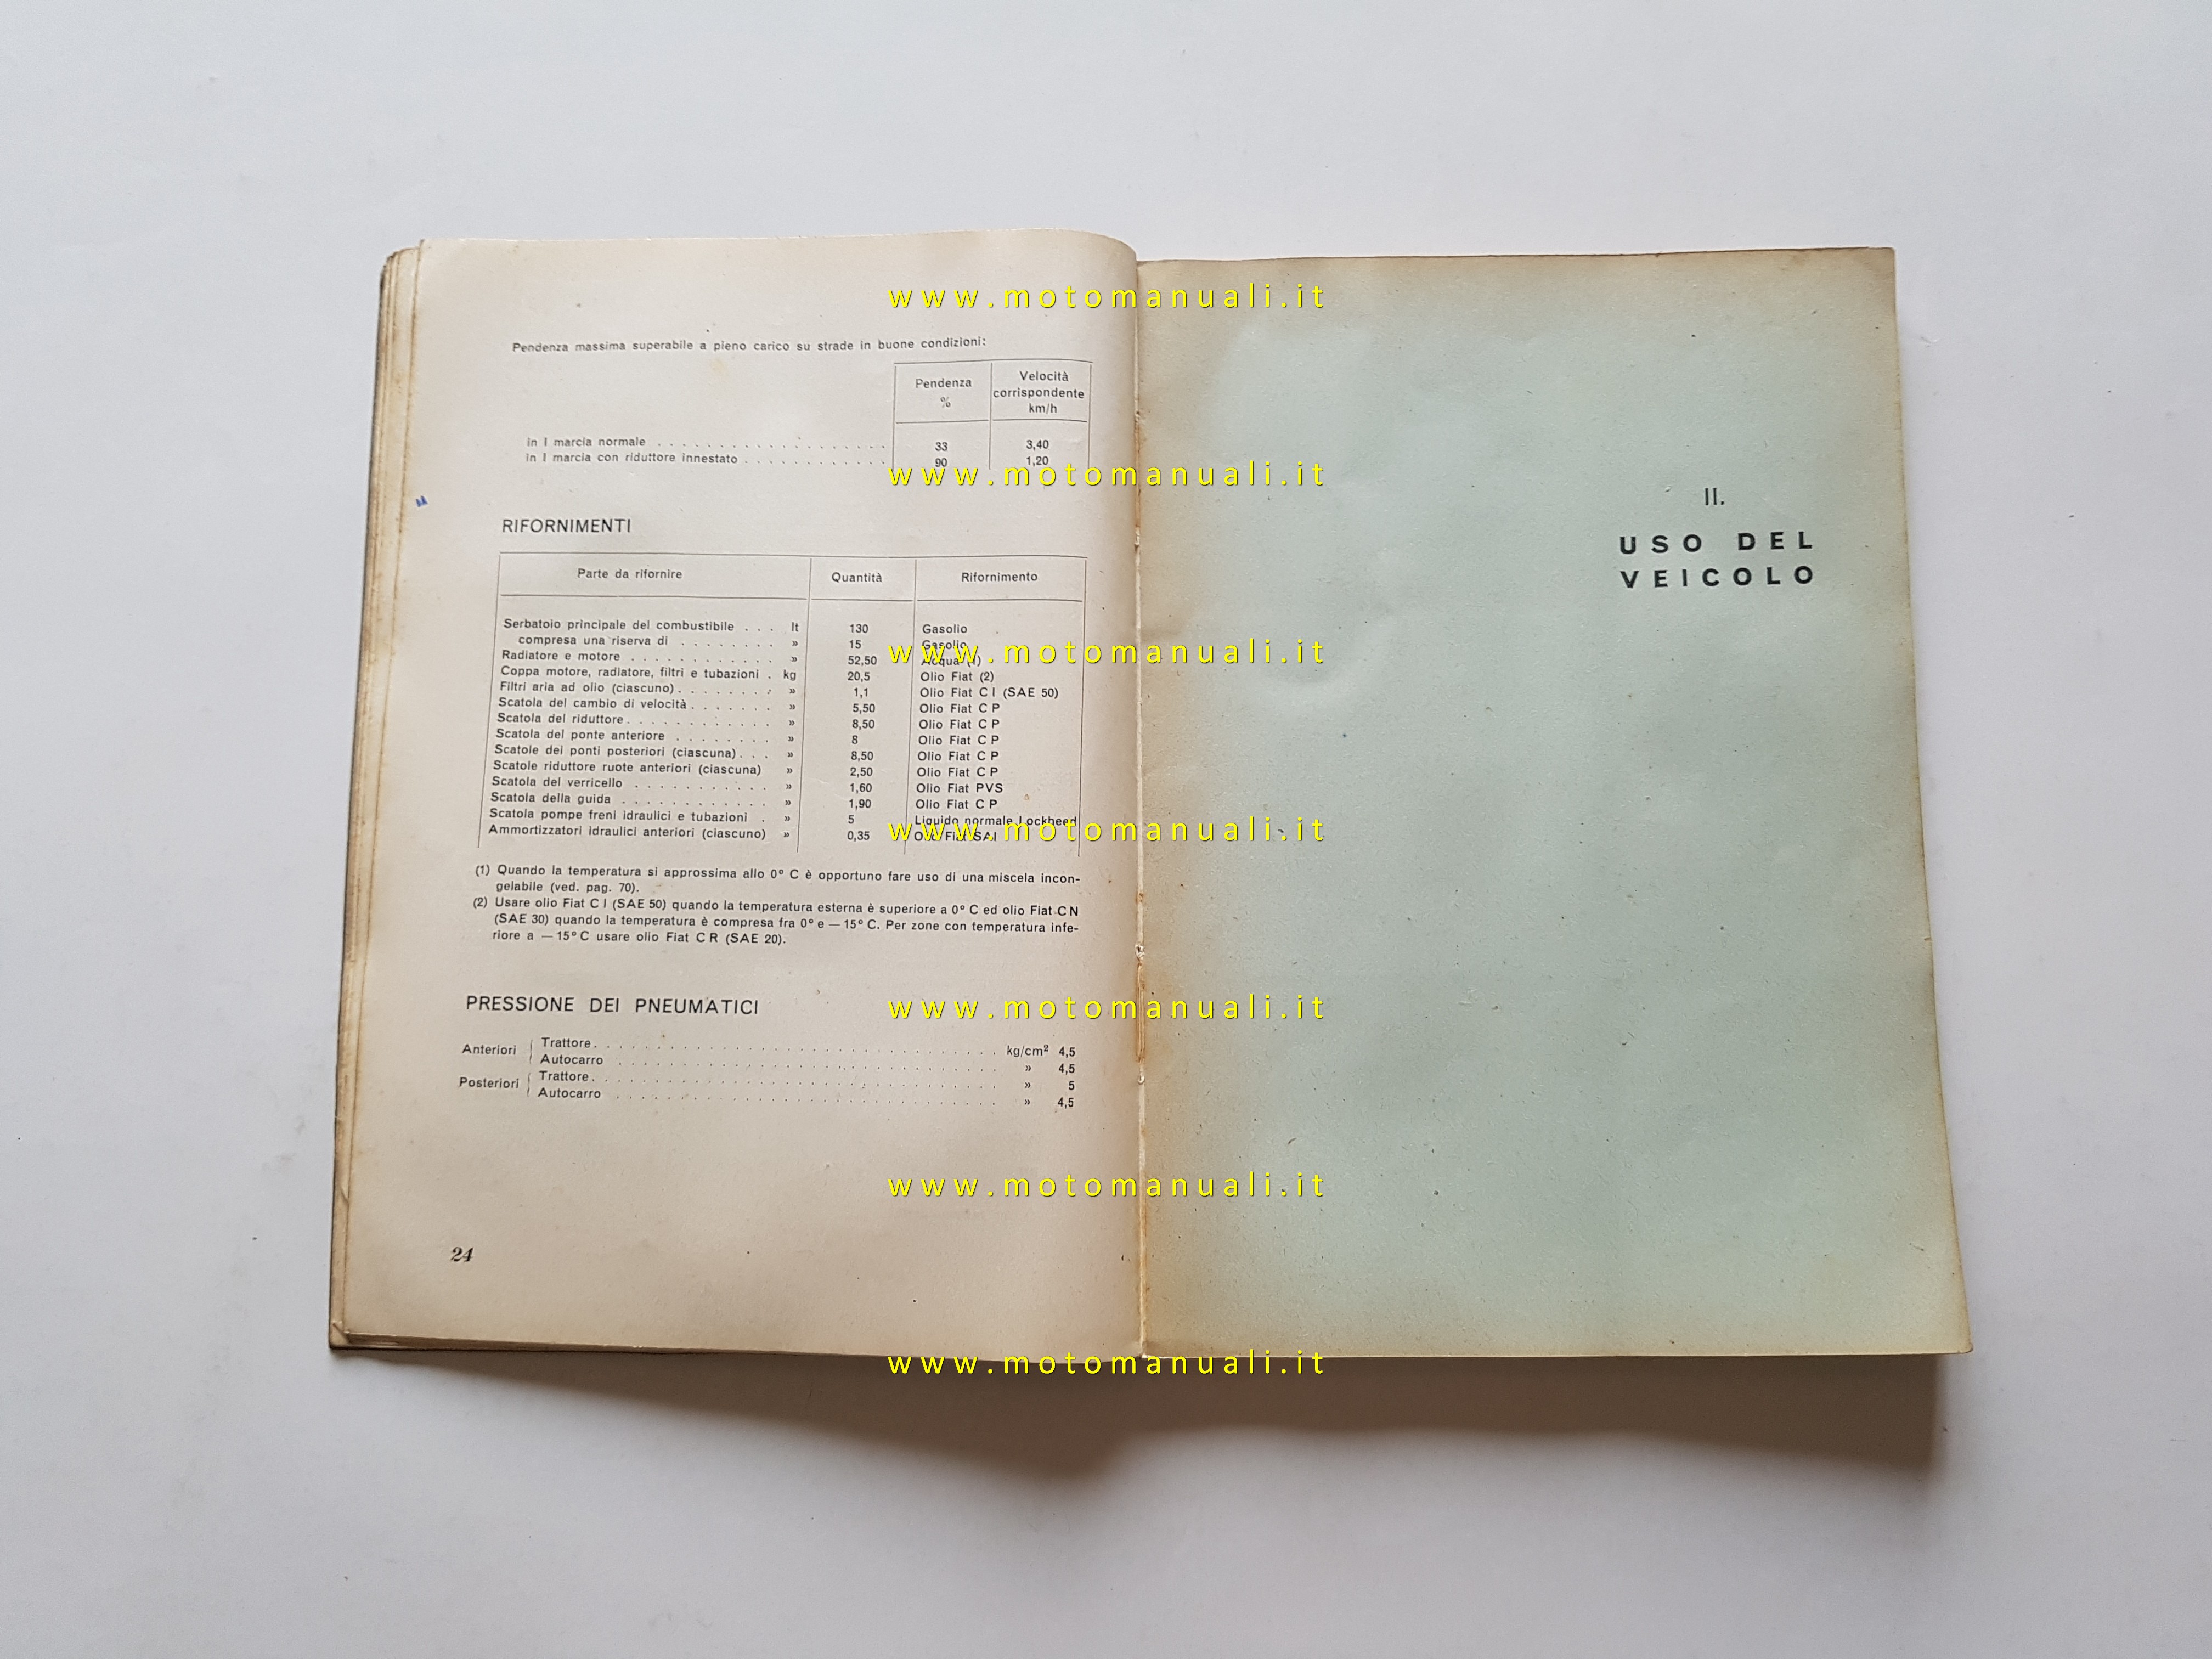 www.motomanuali.it
Pendenza massima superabile a pieno carico su strade in buone condizioni:
Pendenza % Velocità corrispondente km/h
in I marcia normale . . . . . . . . . . . . . . . . . . . 33 3,40
in I marcia con riduttore innestato . . . . . . . . . . . . 90 1,20
www.motomanuali.it
RIFORNIMENTI
Parte da rifornire Quantità Rifornimento
Serbatoio principale del combustibile . . . lt 130 Gasolio
compresa una riserva di . . . . . . . . » 15 Gasolio
www.motomanuali.it
Radiatore e motore . . . . . . . . . . . . » 52,50 Acqua (1)
Coppa motore, radiatore, filtri e tubazioni . kg 20,5 Olio Fiat (2)
Filtri aria ad olio (ciascuno) . . . . . . . . » 1,1 Olio Fiat C I (SAE 50)
Scatola del cambio di velocità . . . . . . . » 5,50 Olio Fiat C P
Scatola del riduttore . . . . . . . . . . . . » 8,50 Olio Fiat C P
Scatola del ponte anteriore . . . . . . . . » 8 Olio Fiat C P
Scatole dei ponti posteriori (ciascuna) . . . » 8,50 Olio Fiat C P
Scatole riduttore ruote anteriori (ciascuna) » 2,50 Olio Fiat C P
Scatola del verricello . . . . . . . . . . . » 1,60 Olio Fiat PVS
Scatola della guida . . . . . . . . . . . . » 1,90 Olio Fiat C P
Scatola pompe freni idraulici e tubazioni . » 5 Liquido normale Lockheed
Ammortizzatori idraulici anteriori (ciascuno) » 0,35 Olio Fiat SAI
www.motomanuali.it
(1) Quando la temperatura si approssima allo 0° C è opportuno fare uso di una miscela incon-
gelabile (ved. pag. 70).
(2) Usare olio Fiat C I (SAE 50) quando la temperatura esterna è superiore a 0° C ed olio Fiat C N
(SAE 30) quando la temperatura è compresa fra 0° e — 15° C. Per zone con temperatura infe-
riore a — 15° C usare olio Fiat C R (SAE 20).
PRESSIONE DEI PNEUMATICI
www.motomanuali.it
Anteriori Trattore . . . . . . . . . . . . . . . . . . . . . . . . . . . . . . . . kg/cm² 4,5
Autocarro . . . . . . . . . . . . . . . . . . . . . . . . . . . . . . » 4,5
Posteriori Trattore . . . . . . . . . . . . . . . . . . . . . . . . . . . . . . . . » 5
Autocarro . . . . . . . . . . . . . . . . . . . . . . . . . . . . . . » 4,5
www.motomanuali.it
24
www.motomanuali.it
II.
USO DEL
VEICOLO